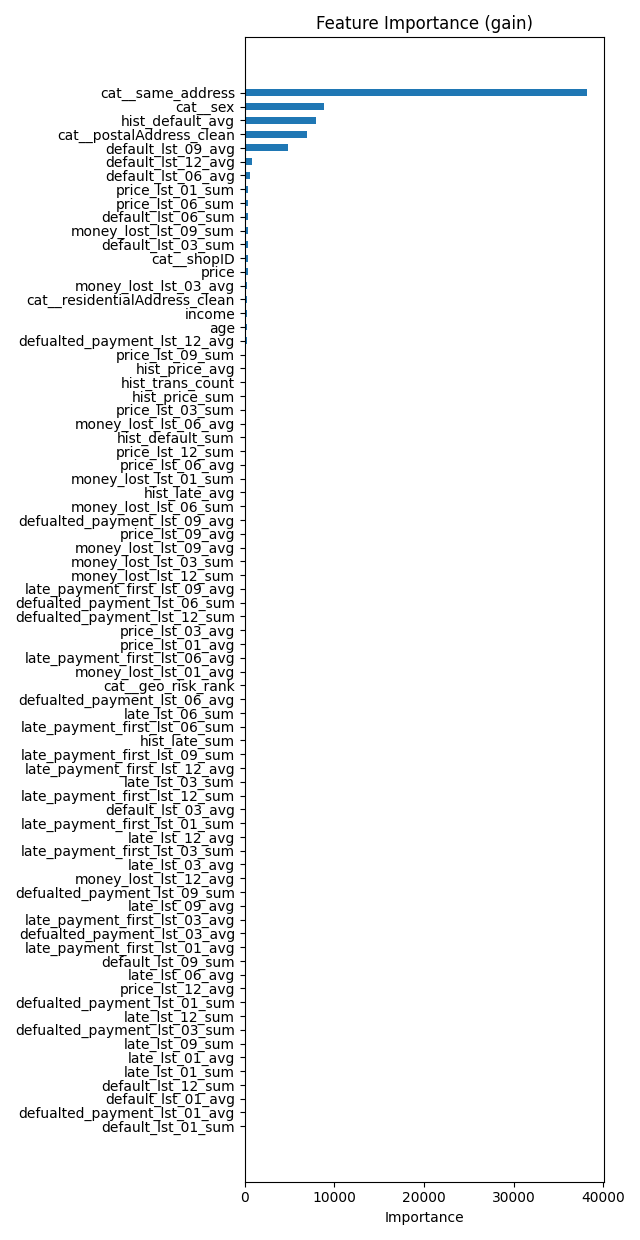 Feature Importance (gain)
cat__same_address
cat__sex
hist_default_avg
cat__postalAddress_clean
default_lst_09_avg
default_lst_12_avg
default_lst_06_avg
price_lst_01_sum
price_lst_06_sum
default_lst_06_sum
money_lost_lst_09_sum
default_lst_03_sum
cat__shopID
price
money_lost_lst_03_avg
cat__residentialAddress_clean
income
age
defualted_payment_lst_12_avg
price_lst_09_sum
hist_price_avg
hist_trans_count
hist_price_sum
price_lst_03_sum
money_lost_lst_06_avg
hist_default_sum
price_lst_12_sum
price_lst_06_avg
money_lost_lst_01_sum
hist_late_avg
money_lost_lst_06_sum
defualted_payment_lst_09_avg
price_lst_09_avg
money_lost_lst_09_avg
money_lost_lst_03_sum
money_lost_lst_12_sum
late_payment_first_lst_09_avg
defualted_payment_lst_06_sum
defualted_payment_lst_12_sum
price_lst_03_avg
price_lst_01_avg
late_payment_first_lst_06_avg
money_lost_lst_01_avg
cat__geo_risk_rank
defualted_payment_lst_06_avg
late_lst_06_sum
late_payment_first_lst_06_sum
hist_late_sum
late_payment_first_lst_09_sum
late_payment_first_lst_12_avg
late_lst_03_sum
late_payment_first_lst_12_sum
default_lst_03_avg
late_payment_first_lst_01_sum
late_lst_12_avg
late_payment_first_lst_03_sum
late_lst_03_avg
money_lost_lst_12_avg
defualted_payment_lst_09_sum
late_lst_09_avg
late_payment_first_lst_03_avg
defualted_payment_lst_03_avg
late_payment_first_lst_01_avg
default_lst_09_sum
late_lst_06_avg
price_lst_12_avg
defualted_payment_lst_01_sum
late_lst_12_sum
defualted_payment_lst_03_sum
late_lst_09_sum
late_lst_01_avg
late_lst_01_sum
default_lst_12_sum
default_lst_01_avg
defualted_payment_lst_01_avg
default_lst_01_sum
0 10000 20000 30000 40000
Importance